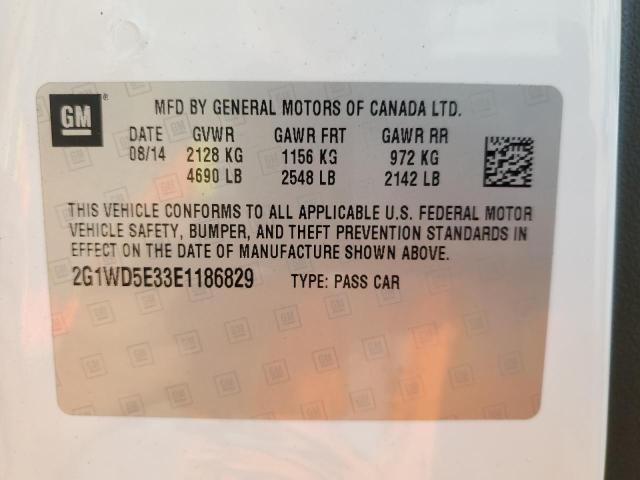 GM ® MFD BY GENERAL MOTORS OF CANADA LTD.
DATE GVWR GAWR FRT GAWR RR
08/14 2128 KG 1156 KG 972 KG
4690 LB 2548 LB 2142 LB
THIS VEHICLE CONFORMS TO ALL APPLICABLE U.S. FEDERAL MOTOR
VEHICLE SAFETY, BUMPER, AND THEFT PREVENTION STANDARDS IN
EFFECT ON THE DATE OF MANUFACTURE SHOWN ABOVE.
2G1WD5E33E1186829 TYPE: PASS CAR